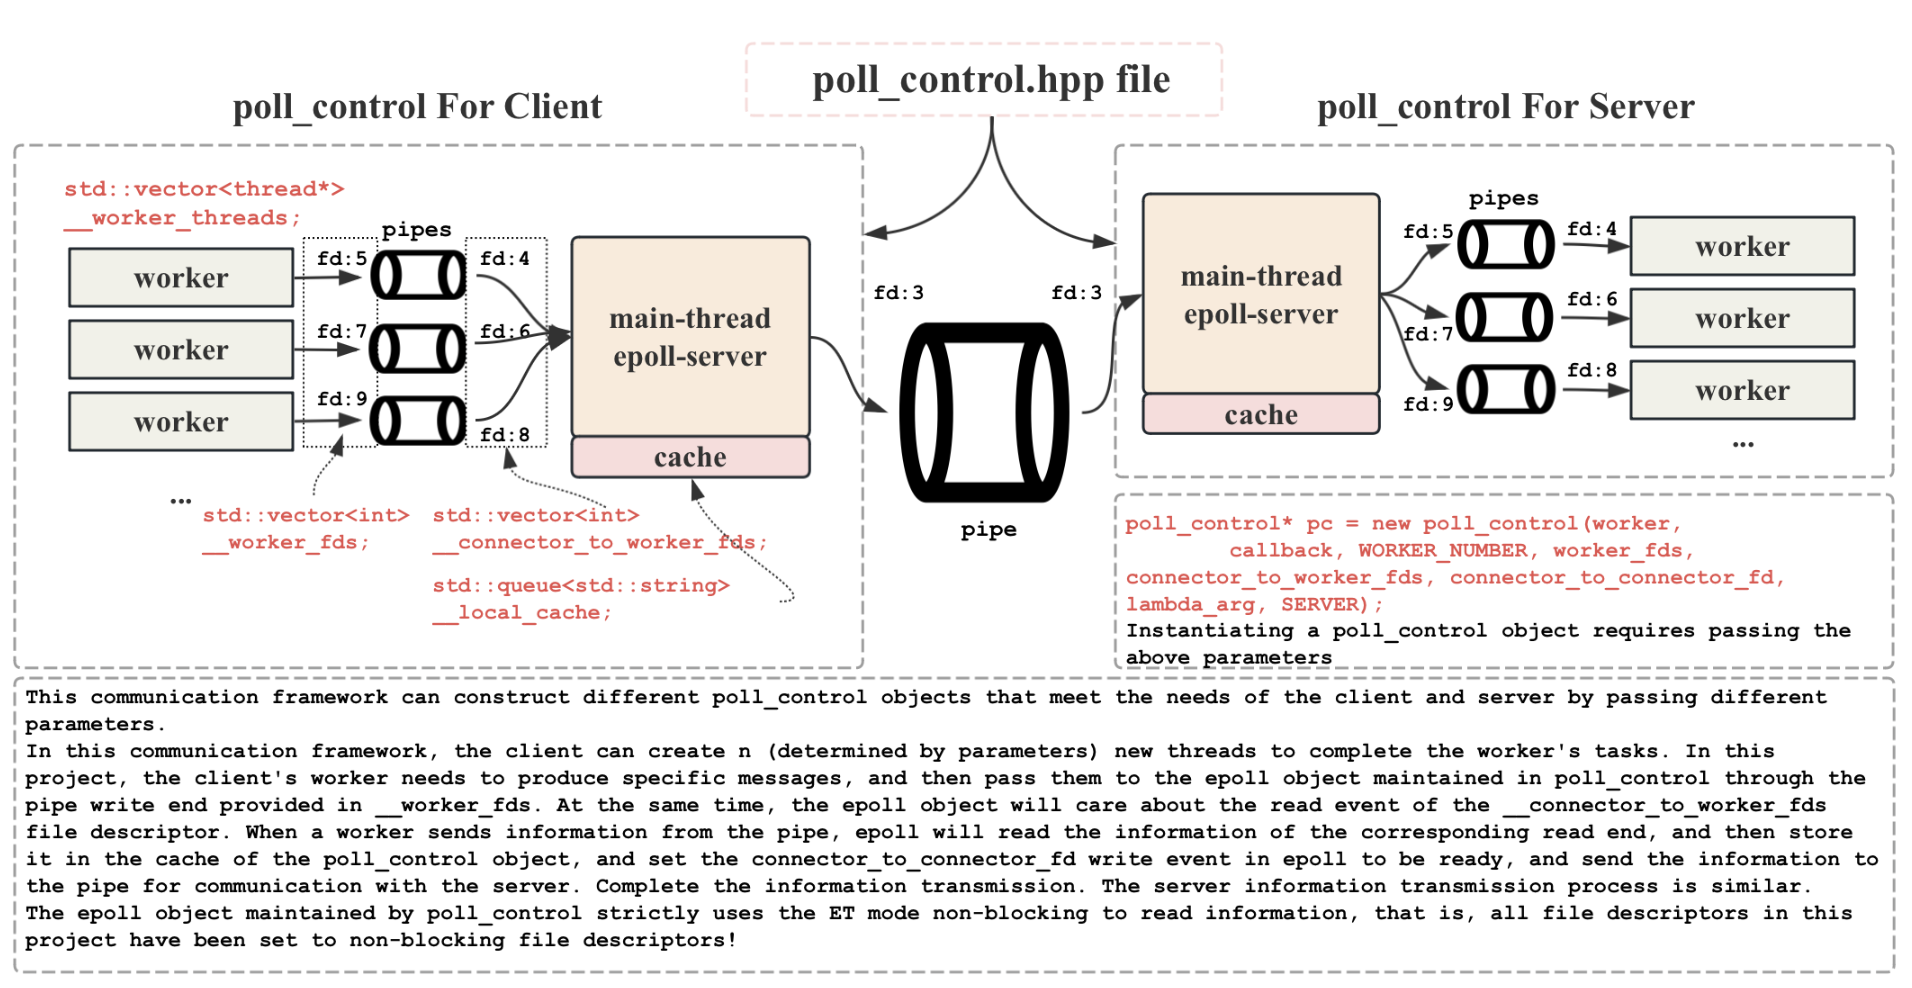 poll_control.hpp file
poll_control For Client
poll_control For Server
std::vector<thread*>
__worker_threads;
pipes
worker
fd:5
fd:4
worker
fd:7
fd:6
worker
fd:9
fd:8
...
main-thread
epoll-server
cache
std::vector<int>
__worker_fds;
std::vector<int>
__connector_to_worker_fds;
std::queue<std::string>
__local_cache;
fd:3
fd:3
pipe
main-thread
epoll-server
cache
pipes
fd:5
fd:4
worker
fd:7
fd:6
worker
fd:9
fd:8
worker
...
poll_control* pc = new poll_control(worker,
callback, WORKER_NUMBER, worker_fds,
connector_to_worker_fds, connector_to_connector_fd,
lambda_arg, SERVER);
Instantiating a poll_control object requires passing the
above parameters
This communication framework can construct different poll_control objects that meet the needs of the client and server by passing different
parameters.
In this communication framework, the client can create n (determined by parameters) new threads to complete the worker's tasks. In this
project, the client's worker needs to produce specific messages, and then pass them to the epoll object maintained in poll_control through the
pipe write end provided in __worker_fds. At the same time, the epoll object will care about the read event of the __connector_to_worker_fds
file descriptor. When a worker sends information from the pipe, epoll will read the information of the corresponding read end, and then store
it in the cache of the poll_control object, and set the connector_to_connector_fd write event in epoll to be ready, and send the information to
the pipe for communication with the server. Complete the information transmission. The server information transmission process is similar.
The epoll object maintained by poll_control strictly uses the ET mode non-blocking to read information, that is, all file descriptors in this
project have been set to non-blocking file descriptors!